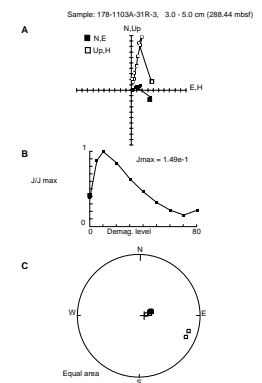 Sample: 178-1103A-31R-3, 3.0 - 5.0 cm (288.44 mbsf)
A
N,Up
N,E
Up,H
E,H
B
1
Jmax = 1.49e-1
J/J max
0
0
Demag. level
80
C
N
W
E
S
Equal area